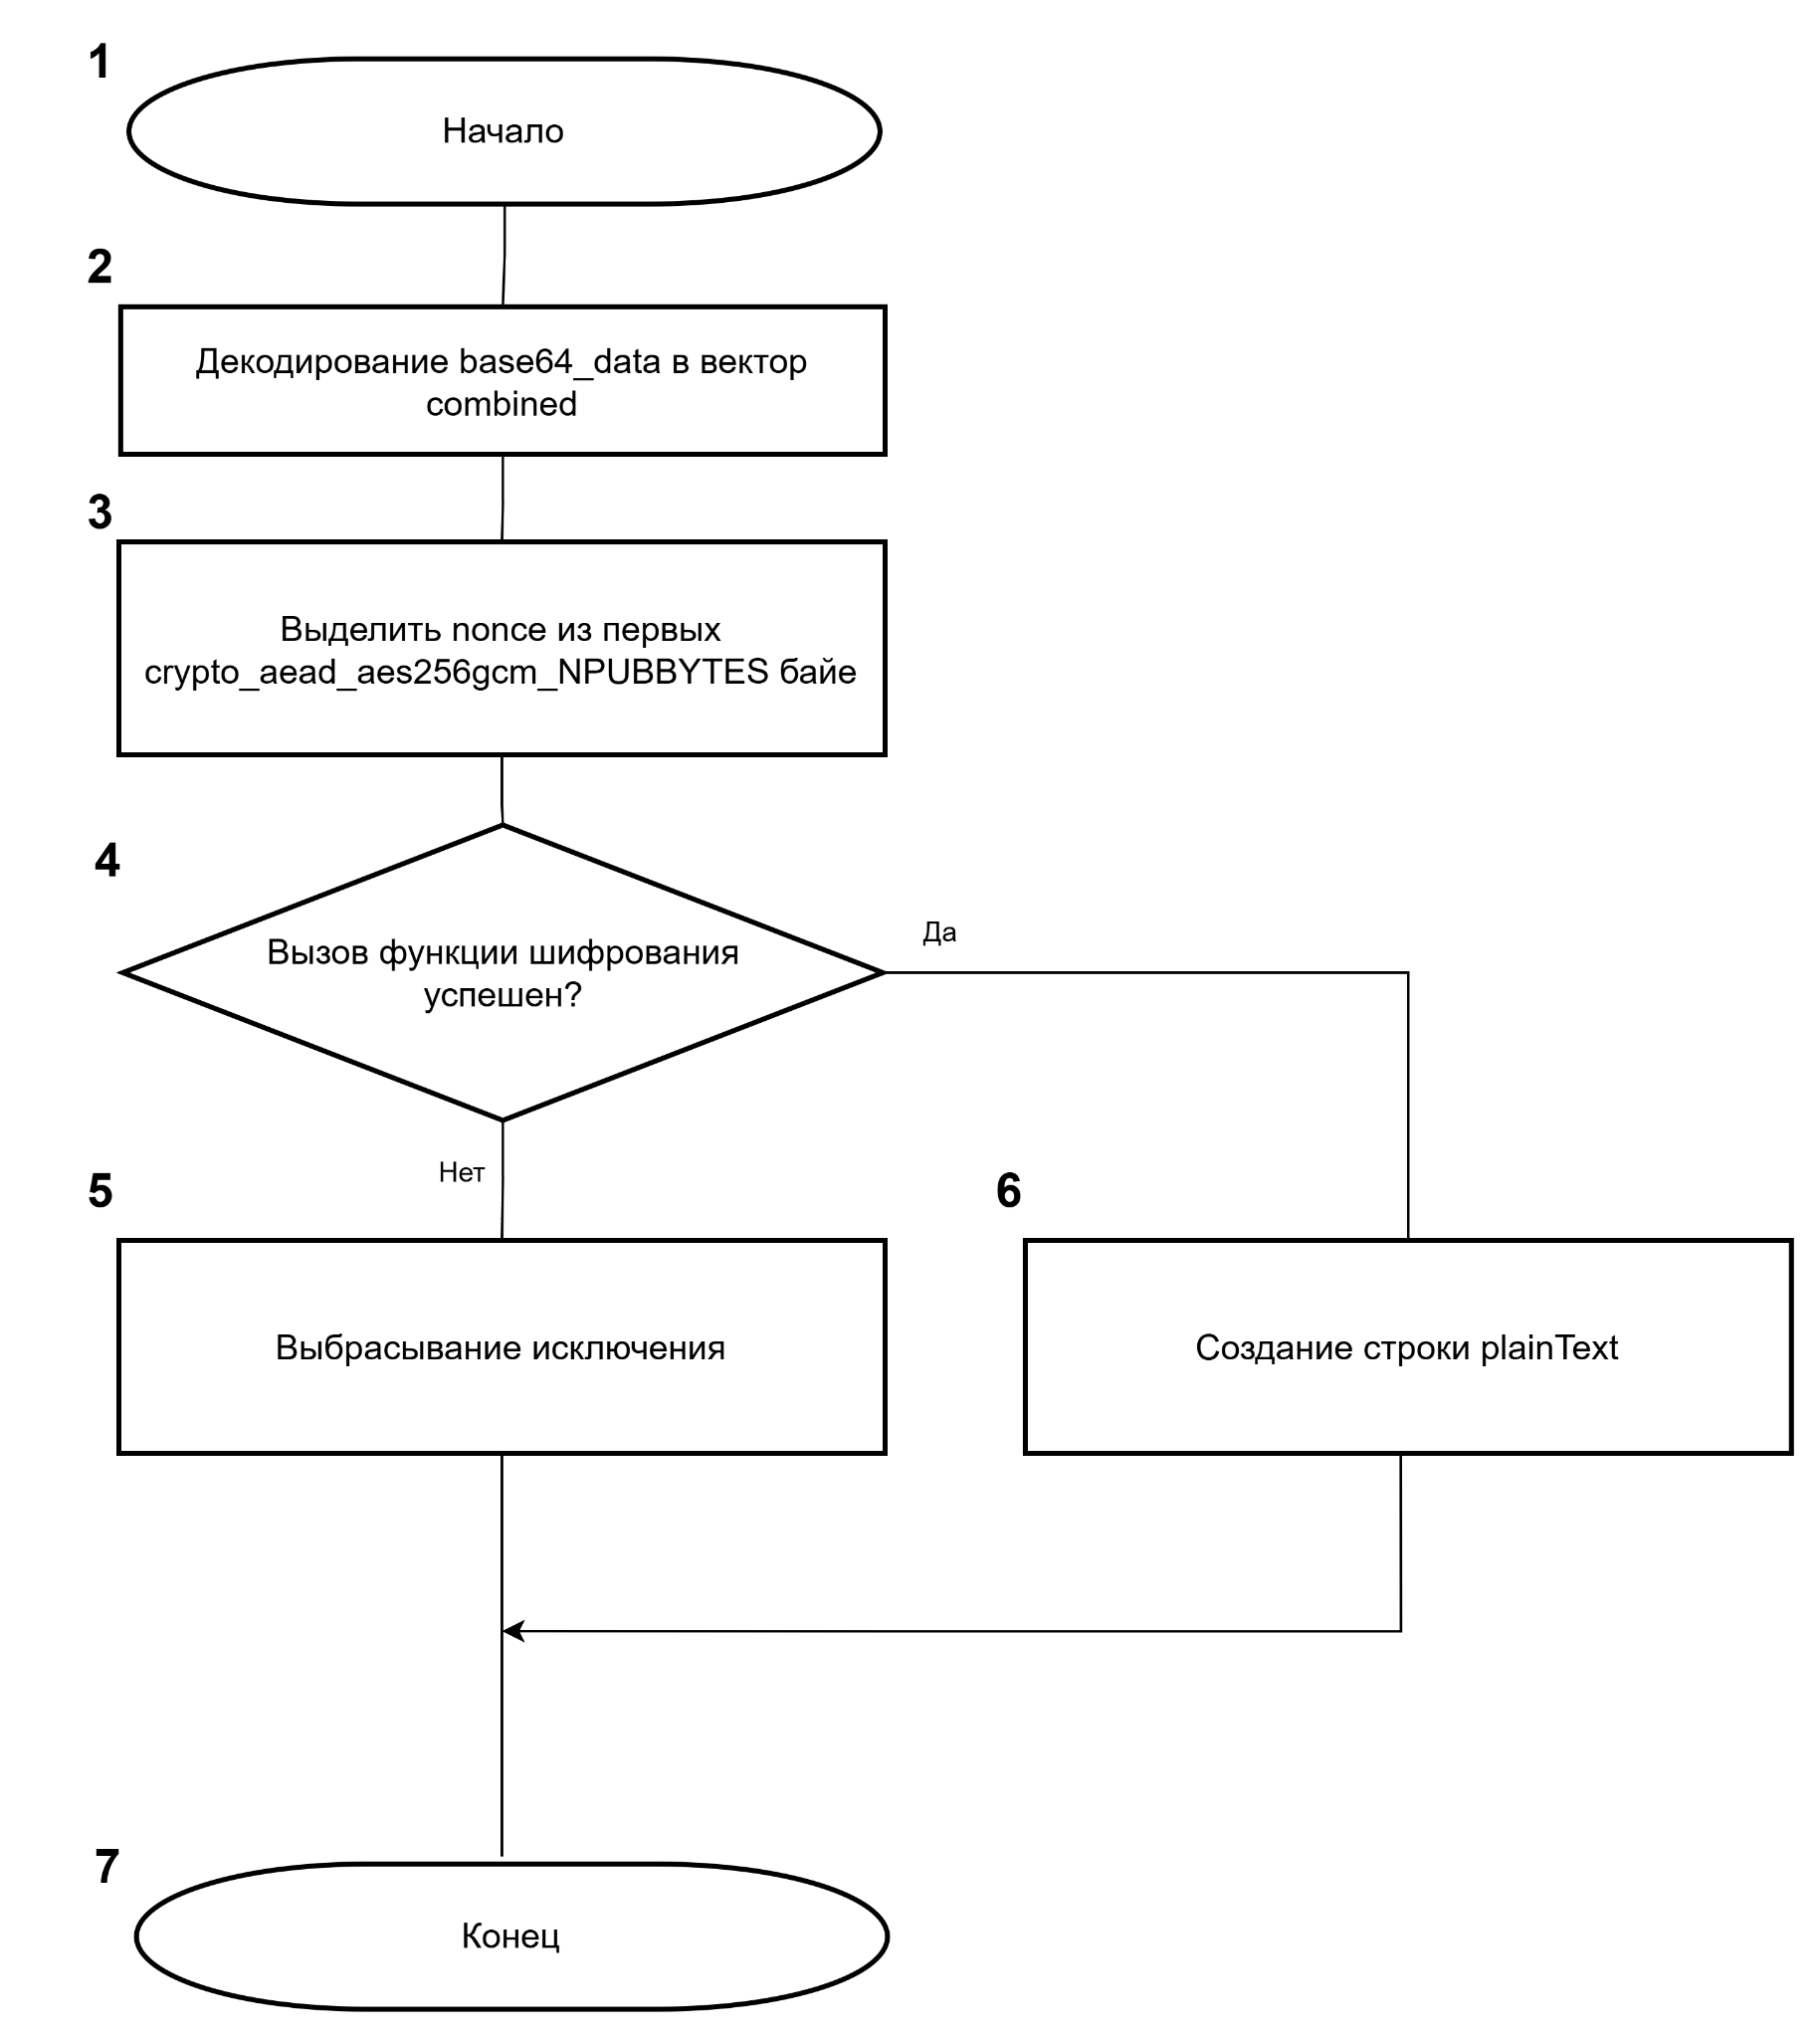 1
Начало
2
Декодирование base64_data в вектор
combined
3
Выделить nonce из первых
crypto_aead_aes256gcm_NPUBBYTES байе
4
Вызов функции шифрования
успешен?
Да
Нет
5
6
Выбрасывание исключения
Создание строки plainText
7
Конец